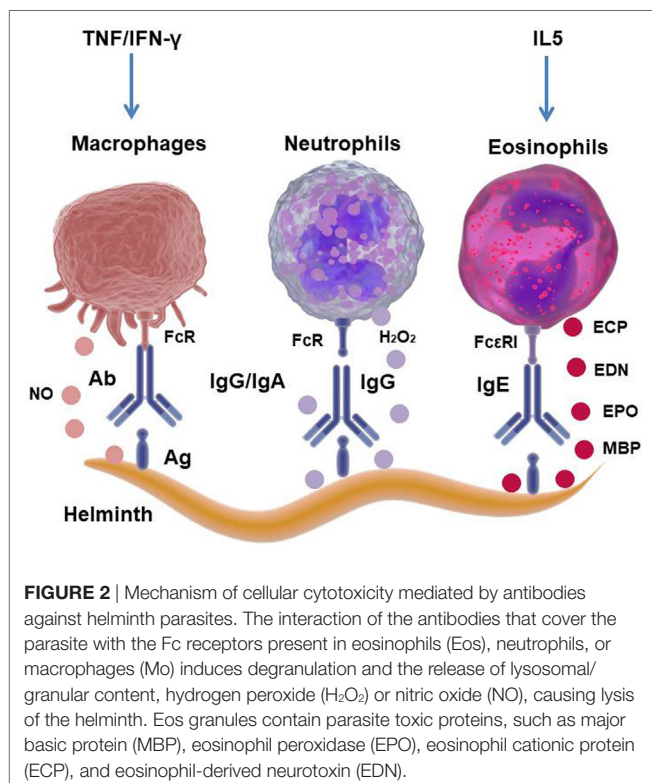 TNF/IFN-γ
IL5
Macrophages
Neutrophils
Eosinophils
FcR
FcR
H₂O₂
FcεRI
ECP
Ab
IgG/IgA
IgG
IgE
EDN
NO
EPO
MBP
Ag
Helminth
FIGURE 2 | Mechanism of cellular cytotoxicity mediated by antibodies
against helminth parasites. The interaction of the antibodies that cover the
parasite with the Fc receptors present in eosinophils (Eos), neutrophils, or
macrophages (Mo) induces degranulation and the release of lysosomal/
granular content, hydrogen peroxide (H₂O₂) or nitric oxide (NO), causing lysis
of the helminth. Eos granules contain parasite toxic proteins, such as major
basic protein (MBP), eosinophil peroxidase (EPO), eosinophil cationic protein
(ECP), and eosinophil-derived neurotoxin (EDN).